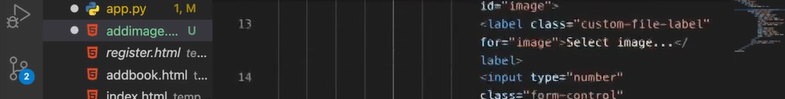 app.py 1, M
addimage.... U
register.html te...
addbook.html t...
index.html temp
2
13
14
id="image">
<label class="custom-file-label"
for="image">Select image...</
label>
<input type="number"
class="form-control"